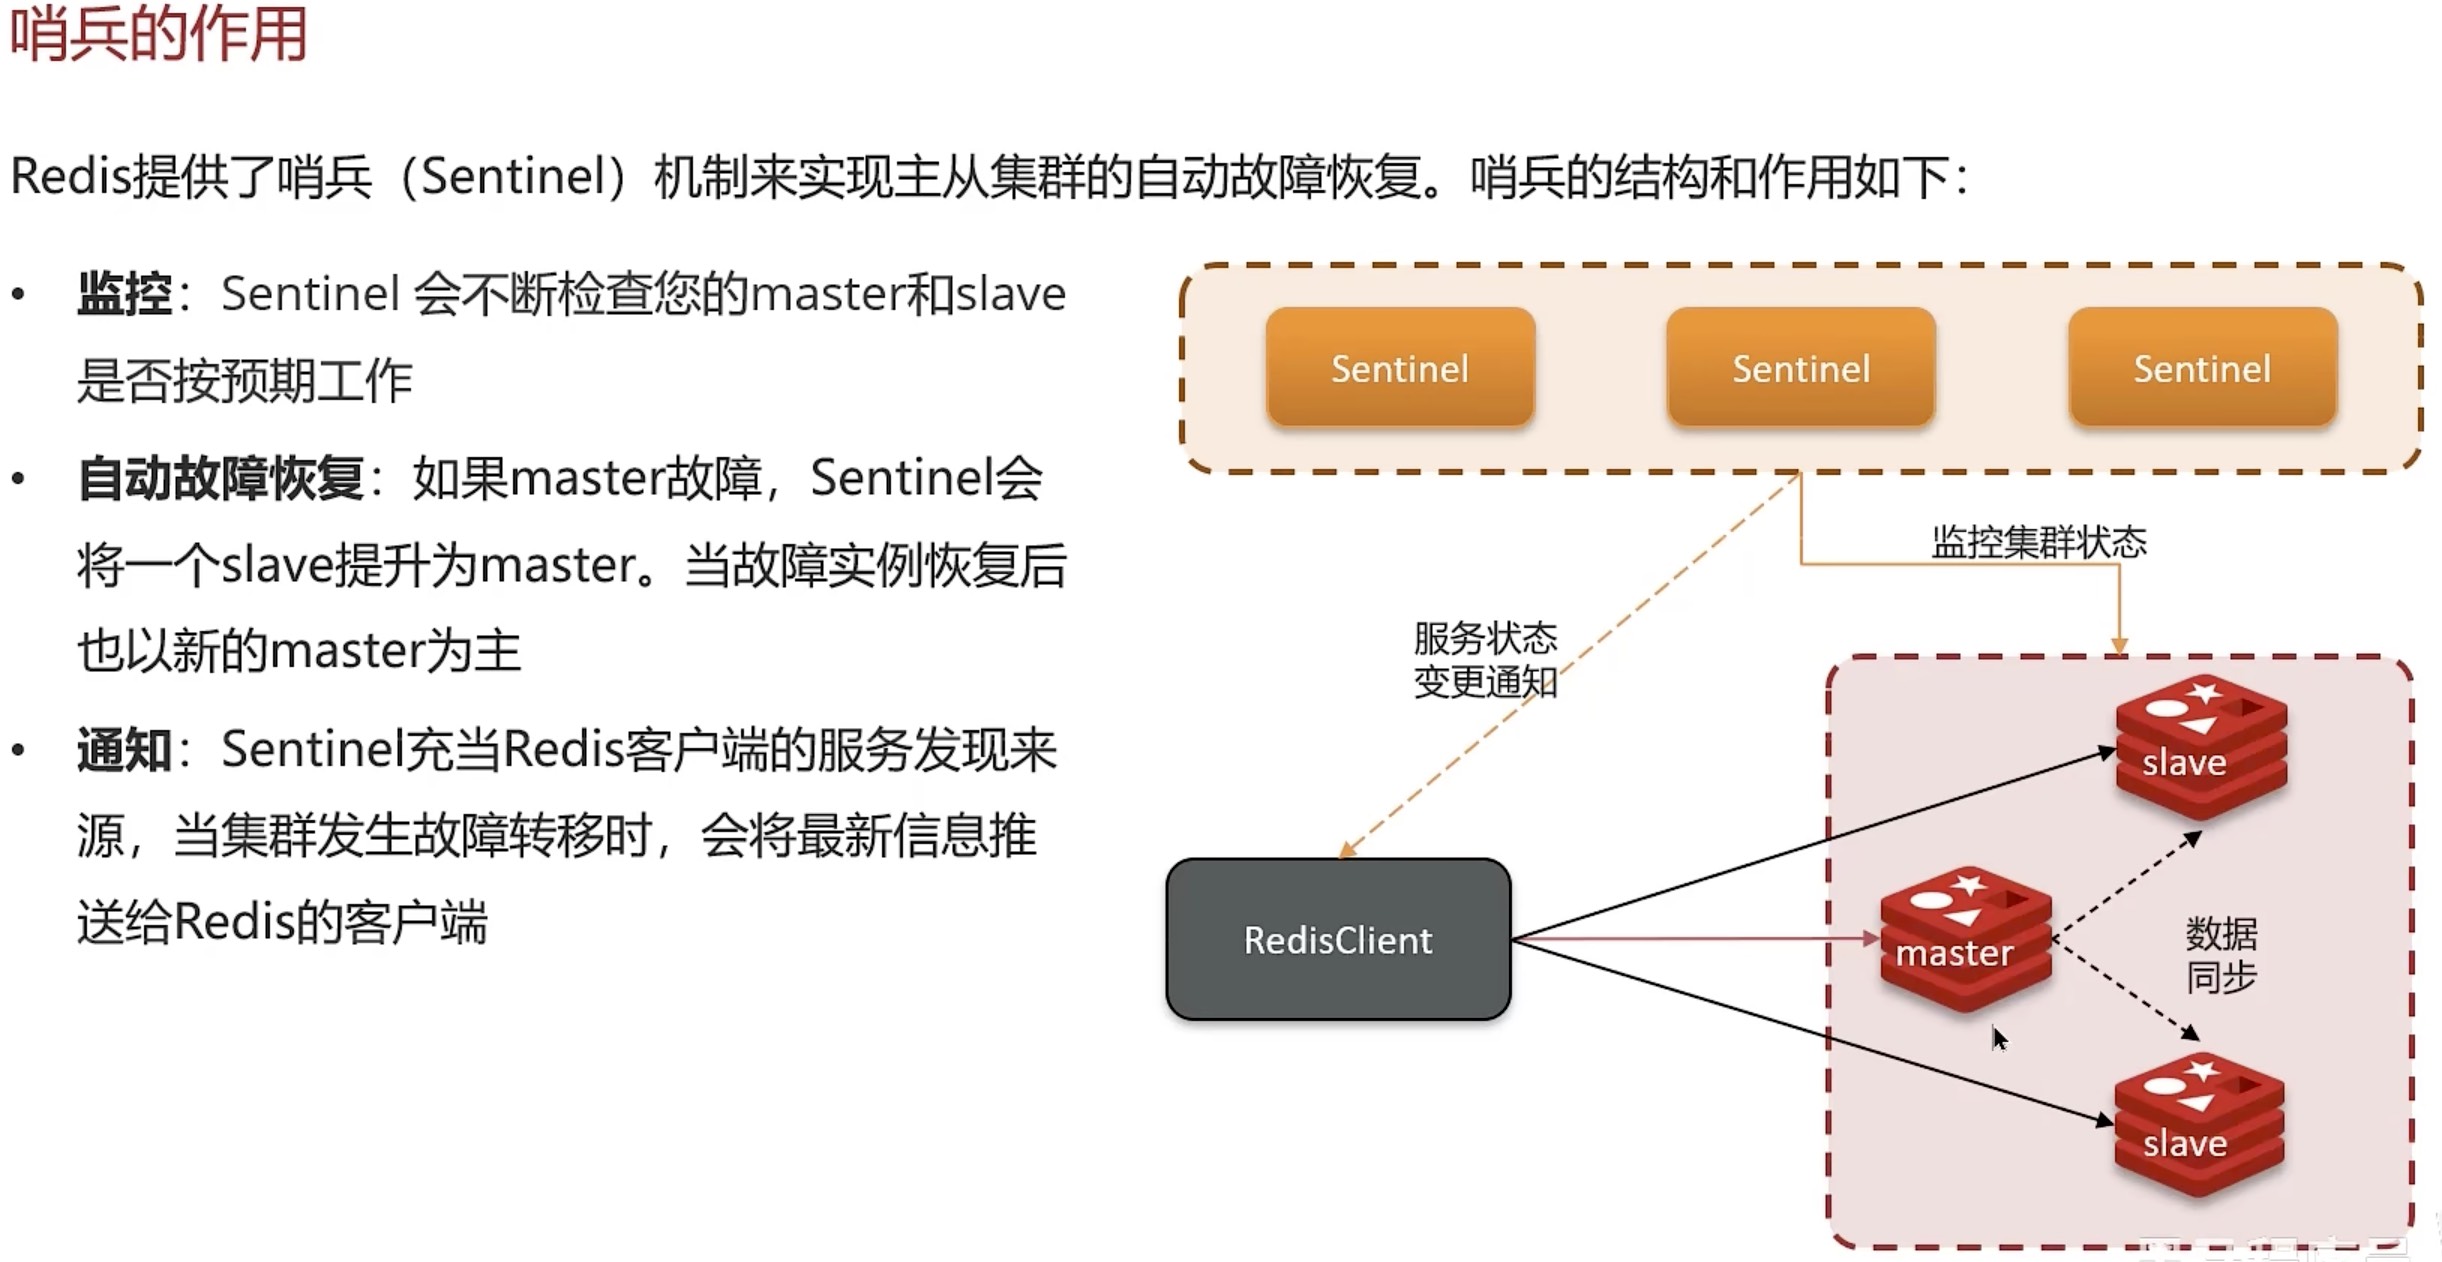 哨兵的作用
Redis提供了哨兵（Sentinel）机制来实现主从集群的自动故障恢复。哨兵的结构和作用如下：
• 监控：Sentinel 会不断检查您的master和slave
是否按预期工作
• 自动故障恢复：如果master故障，Sentinel会
将一个slave提升为master。当故障实例恢复后
也以新的master为主
• 通知：Sentinel充当Redis客户端的服务发现来
源，当集群发生故障转移时，会将最新信息推
送给Redis的客户端
Sentinel
Sentinel
Sentinel
监控集群状态
服务状态
变更通知
RedisClient
slave
master
数据
同步
slave